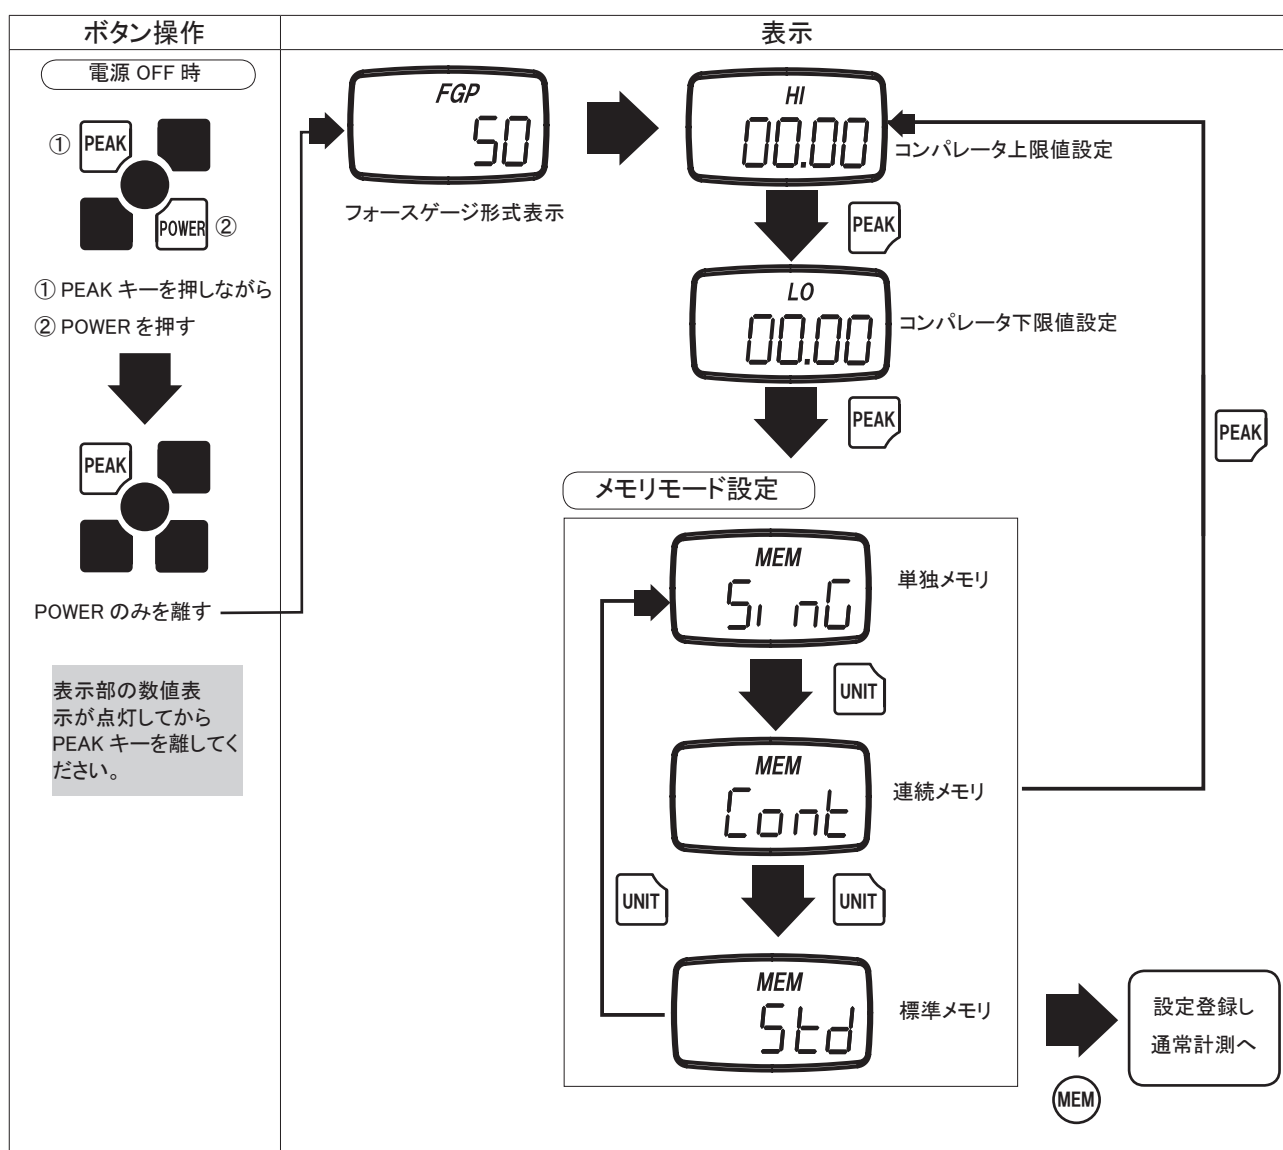 ボタン操作
表示
電源 OFF 時
① PEAK
POWER ②
① PEAK キーを押しながら
② POWER を押す
PEAK
POWER のみを離す
表示部の数値表
示が点灯してから
PEAK キーを離してく
ださい。
FGP
50
フォースゲージ形式表示
HI
00.00
コンパレータ上限値設定
PEAK
LO
00.00
コンパレータ下限値設定
PEAK
PEAK
メモリモード設定
MEM
SinG
単独メモリ
UNIT
MEM
Cont
連続メモリ
UNIT
UNIT
MEM
Std
標準メモリ
MEM
設定登録し
通常計測へ